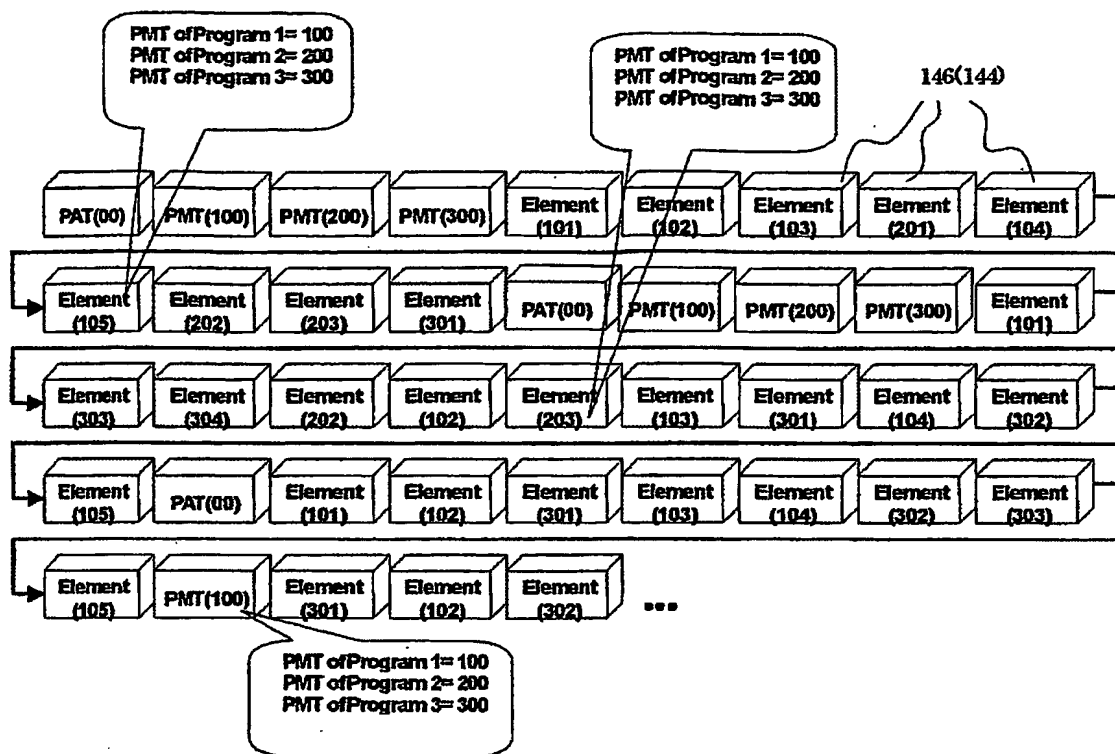 PMT of Program 1= 100
PMT of Program 2= 200
PMT of Program 3= 300
PMT of Program 1= 100
PMT of Program 2= 200
PMT of Program 3= 300
146(144)
PAT(00) PMT(100) PMT(200) PMT(300) Element (101) Element (102) Element (103) Element (201) Element (104)
Element (105) Element (202) Element (203) Element (301) PAT(00) PMT(100) PMT(200) PMT(300) Element (101)
Element (303) Element (304) Element (202) Element (102) Element (203) Element (103) Element (301) Element (104) Element (302)
Element (105) PAT(00) Element (101) Element (102) Element (301) Element (103) Element (104) Element (302) Element (303)
Element (105) PMT(100) Element (301) Element (102) Element (302) ...
PMT of Program 1= 100
PMT of Program 2= 200
PMT of Program 3= 300